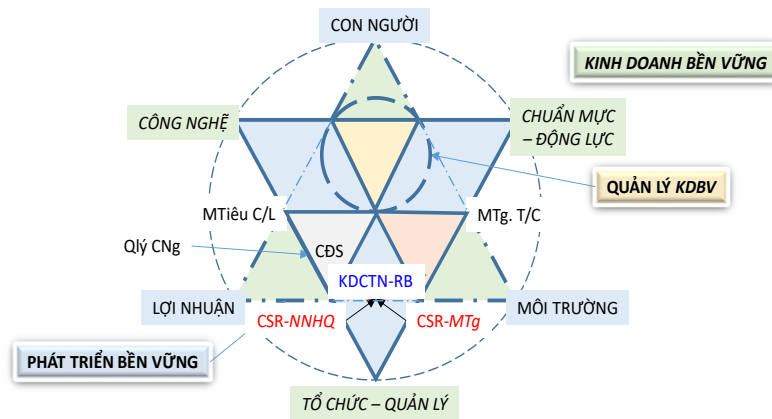 CON NGƯỜI
KINH DOANH BỀN VỮNG
CÔNG NGHỆ
CHUẨN MỰC
– ĐỘNG LỰC
QUẢN LÝ KDBV
MTiêu C/L
MTg. T/C
Qlý CNg
CĐS
KDCTN-RB
LỢI NHUẬN
MÔI TRƯỜNG
CSR-NNHQ
CSR-MTg
PHÁT TRIỂN BỀN VỮNG
TỔ CHỨC – QUẢN LÝ